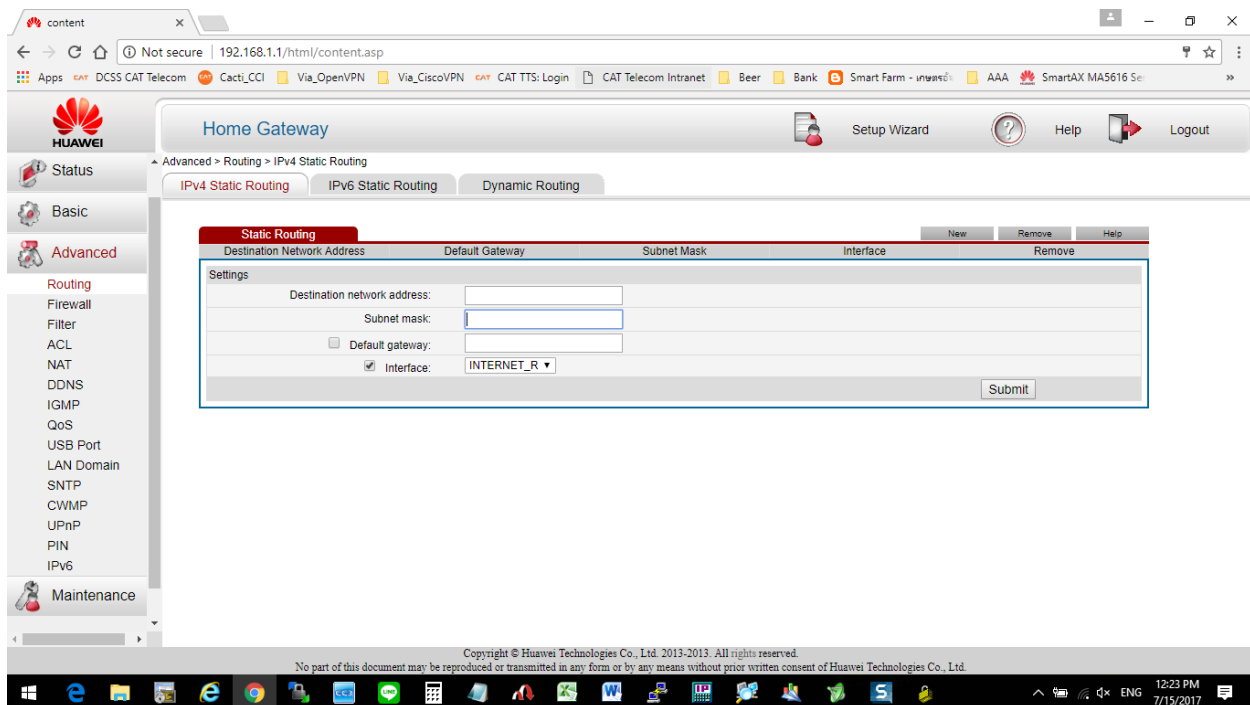 content
Not secure | 192.168.1.1/html/content.asp
Apps CAT DCSS CAT Telecom Cacti_CCI Via_OpenVPN Via_CiscoVPN CAT CAT TTS: Login CAT Telecom Intranet Beer Bank Smart Farm - AAA SmartAX MA5616 Se
HUAWEI
Home Gateway
Setup Wizard
Help
Logout
Status
Basic
Advanced
Routing
Firewall
Filter
ACL
NAT
DDNS
IGMP
QoS
USB Port
LAN Domain
SNTP
CWMP
UPnP
PIN
IPv6
Maintenance
Advanced > Routing > IPv4 Static Routing
IPv4 Static Routing IPv6 Static Routing Dynamic Routing
Static Routing New Remove Help
Destination Network Address Default Gateway Subnet Mask Interface Remove
Settings
Destination network address:
Subnet mask:
Default gateway:
Interface: INTERNET_R
Submit
Copyright © Huawei Technologies Co., Ltd. 2013-2013. All rights reserved.
No part of this document may be reproduced or transmitted in any form or by any means without prior written consent of Huawei Technologies Co., Ltd.
ENG
12:23 PM
7/15/2017